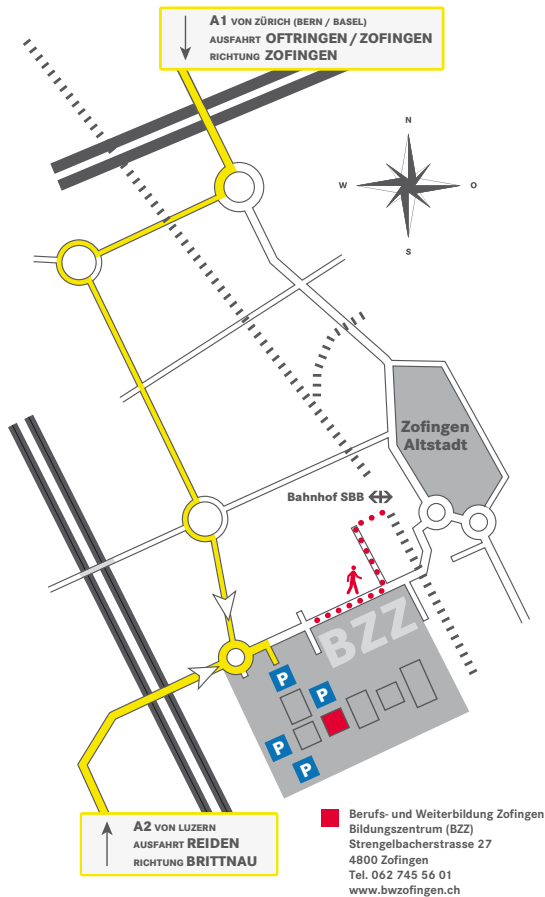 A1 VON ZÜRICH (BERN / BASEL)
AUSFAHRT OFTRINGEN / ZOFINGEN
RICHTUNG ZOFINGEN
N
W
O
S
Zofingen
Altstadt
Bahnhof SBB
BZZ
P
P
P
P
A2 VON LUZERN
AUSFAHRT REIDEN
RICHTUNG BRITTNAU
Berufs- und Weiterbildung Zofingen
Bildungszentrum (BZZ)
Strengelbacherstrasse 27
4800 Zofingen
Tel. 062 745 56 01
www.bwzofingen.ch